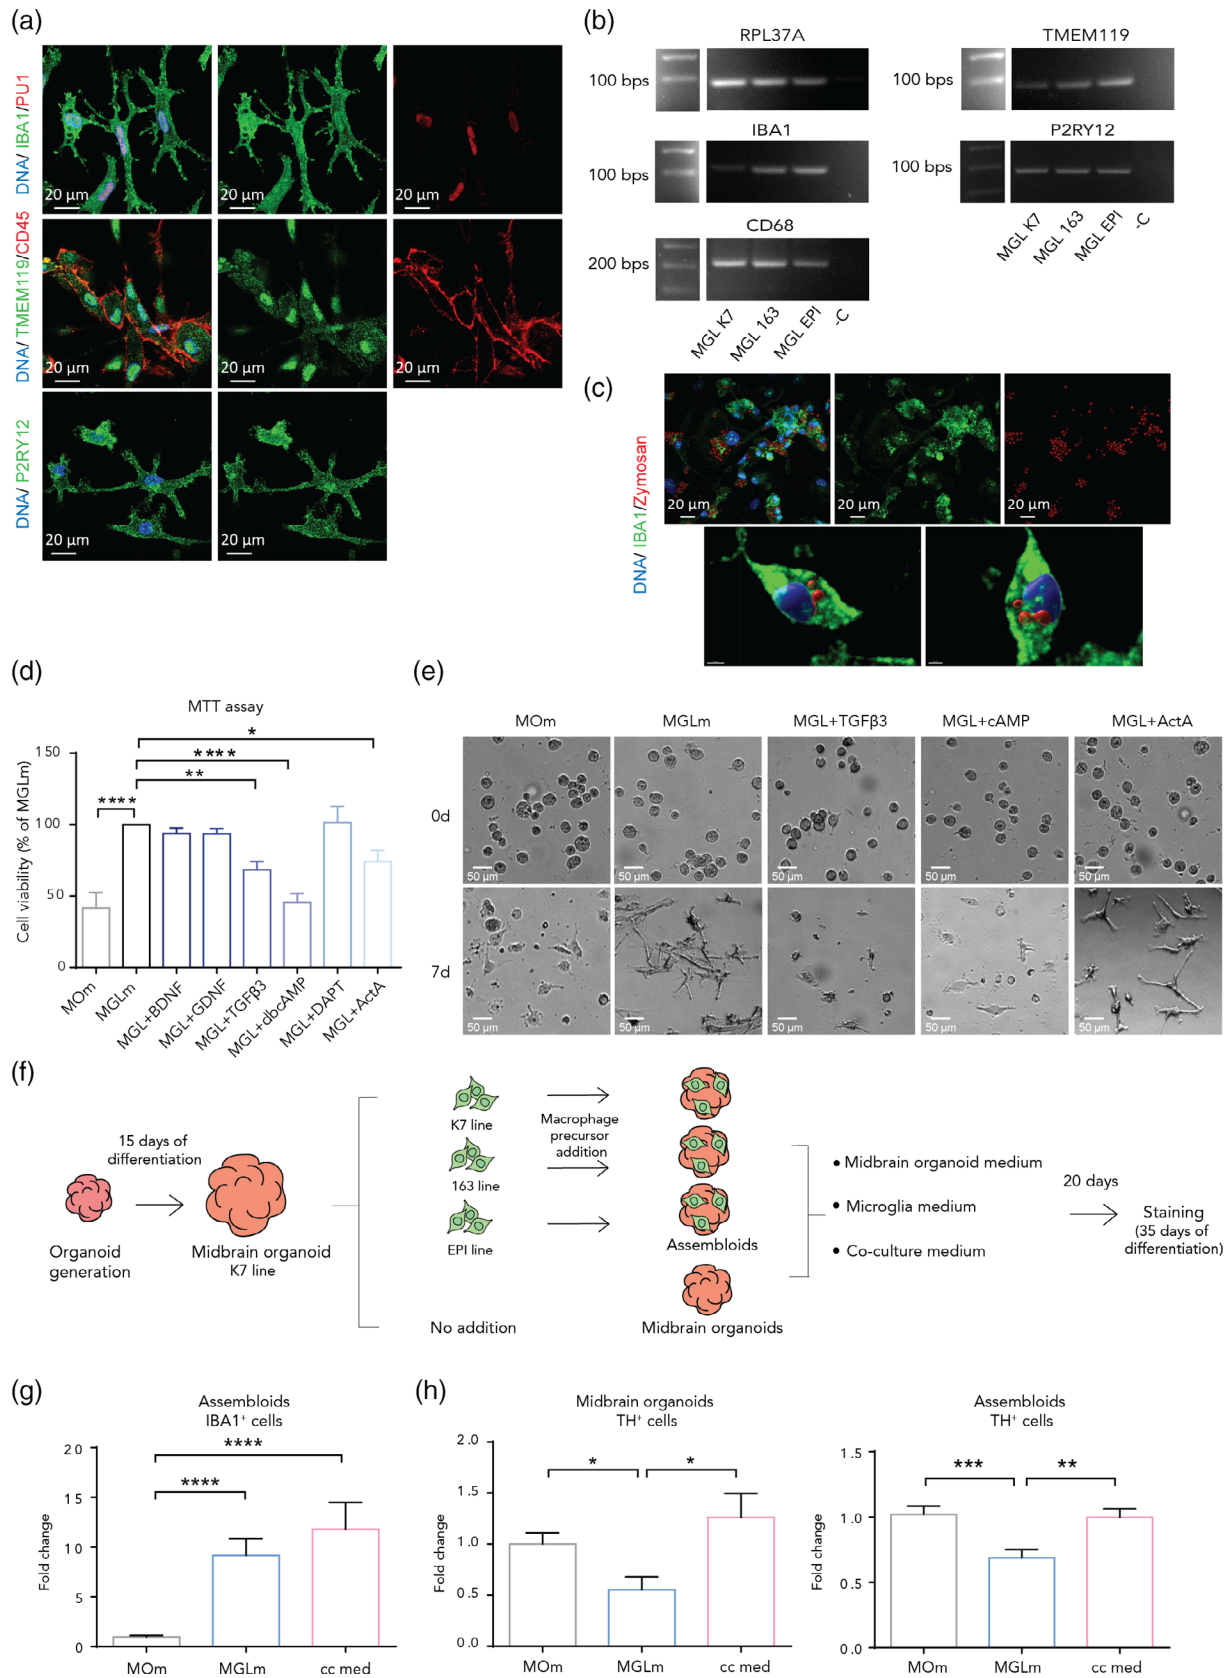 (a)
DNA/ IBA1/PU1
20 µm
20 µm
20 µm
DNA/ TMEM119/CD45
20 µm
20 µm
20 µm
DNA/ P2RY12
20 µm
20 µm
(b)
RPL37A
100 bps
IBA1
100 bps
CD68
200 bps
MGL K7
MGL 163
MGL EPI
-C
TMEM119
100 bps
P2RY12
100 bps
MGL K7
MGL 163
MGL EPI
-C
(c)
DNA/ IBA1/Zymosan
20 µm
20 µm
20 µm
(d)
MTT assay
Cell viability (% of MGLm)
150
100
50
0
*
****
**
****
MOm
MGLm
MGL+BDNF
MGL+GDNF
MGL+TGFβ3
MGL+dbcAMP
MGL+DAPT
MGL+ActA
(e)
MOm
MGLm
MGL+TGFβ3
MGL+cAMP
MGL+ActA
0d
50 µm
50 µm
50 µm
50 µm
50 µm
7d
50 µm
50 µm
50 µm
50 µm
50 µm
(f)
Organoid
generation
15 days of
differentiation
Midbrain organoid
K7 line
K7 line
163 line
EPI line
No addition
Macrophage
precursor
addition
Assembloids
Midbrain organoids
• Midbrain organoid medium
• Microglia medium
• Co-culture medium
20 days
Staining
(35 days of
differentiation)
(g)
Assembloids
IBA1⁺ cells
Fold change
20
15
10
5
0
****
****
MOm
MGLm
cc med
(h)
Midbrain organoids
TH⁺ cells
Fold change
2.0
1.5
1.0
0.5
0.0
*
*
MOm
MGLm
cc med
Assembloids
TH⁺ cells
Fold change
1.5
1.0
0.5
0.0
***
**
MOm
MGLm
cc med